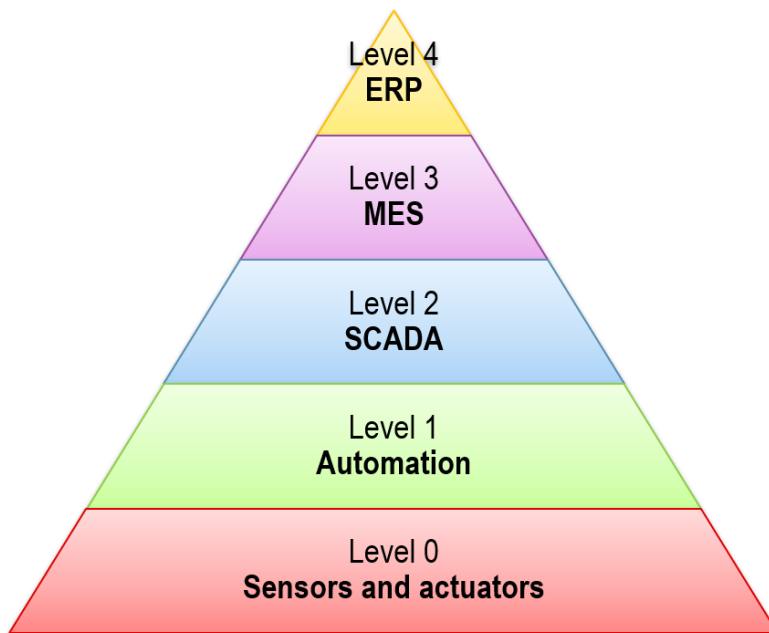 Level 4
ERP
Level 3
MES
Level 2
SCADA
Level 1
Automation
Level 0
Sensors and actuators